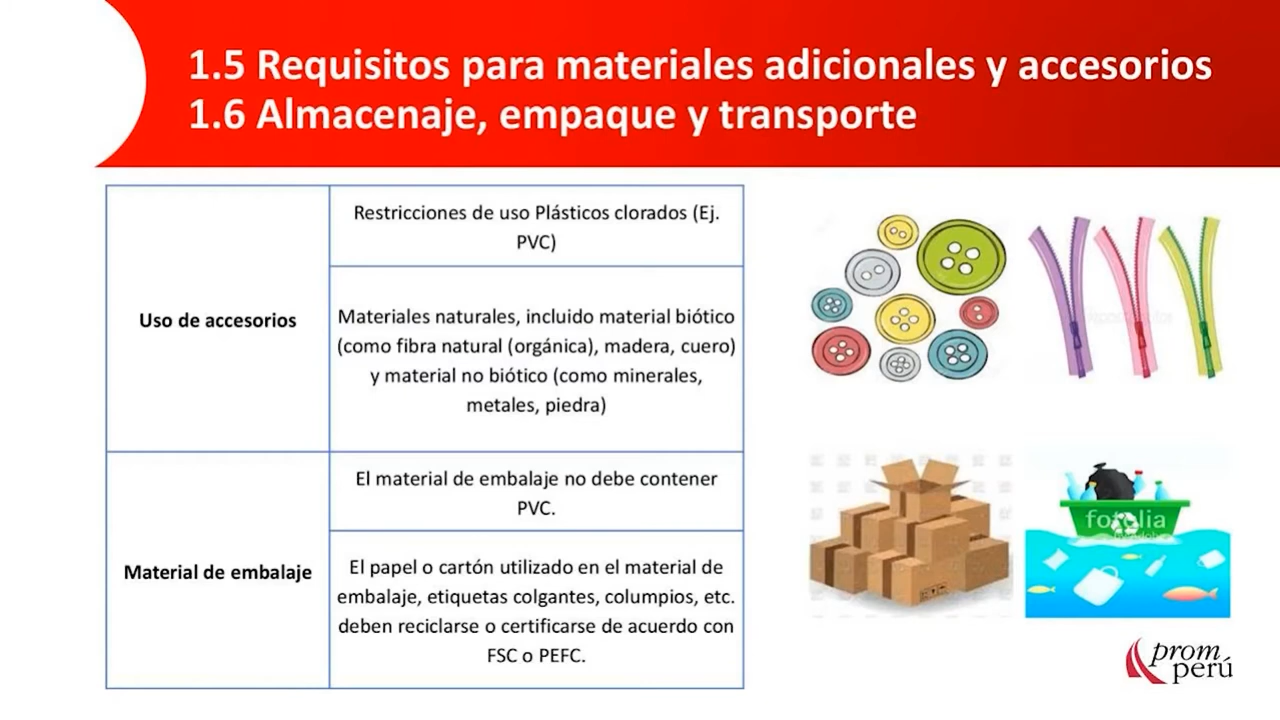 1.5 Requisitos para materiales adicionales y accesorios
1.6 Almacenaje, empaque y transporte
Uso de accesorios
Restricciones de uso Plásticos clorados (Ej.
PVC)
Materiales naturales, incluido material biótico
(como fibra natural (orgánica), madera, cuero)
y material no biótico (como minerales,
metales, piedra)
Material de embalaje
El material de embalaje no debe contener
PVC.
El papel o cartón utilizado en el material de
embalaje, etiquetas colgantes, columpios, etc.
deben reciclarse o certificarse de acuerdo con
FSC o PEFC.
fotolia
prom
perú